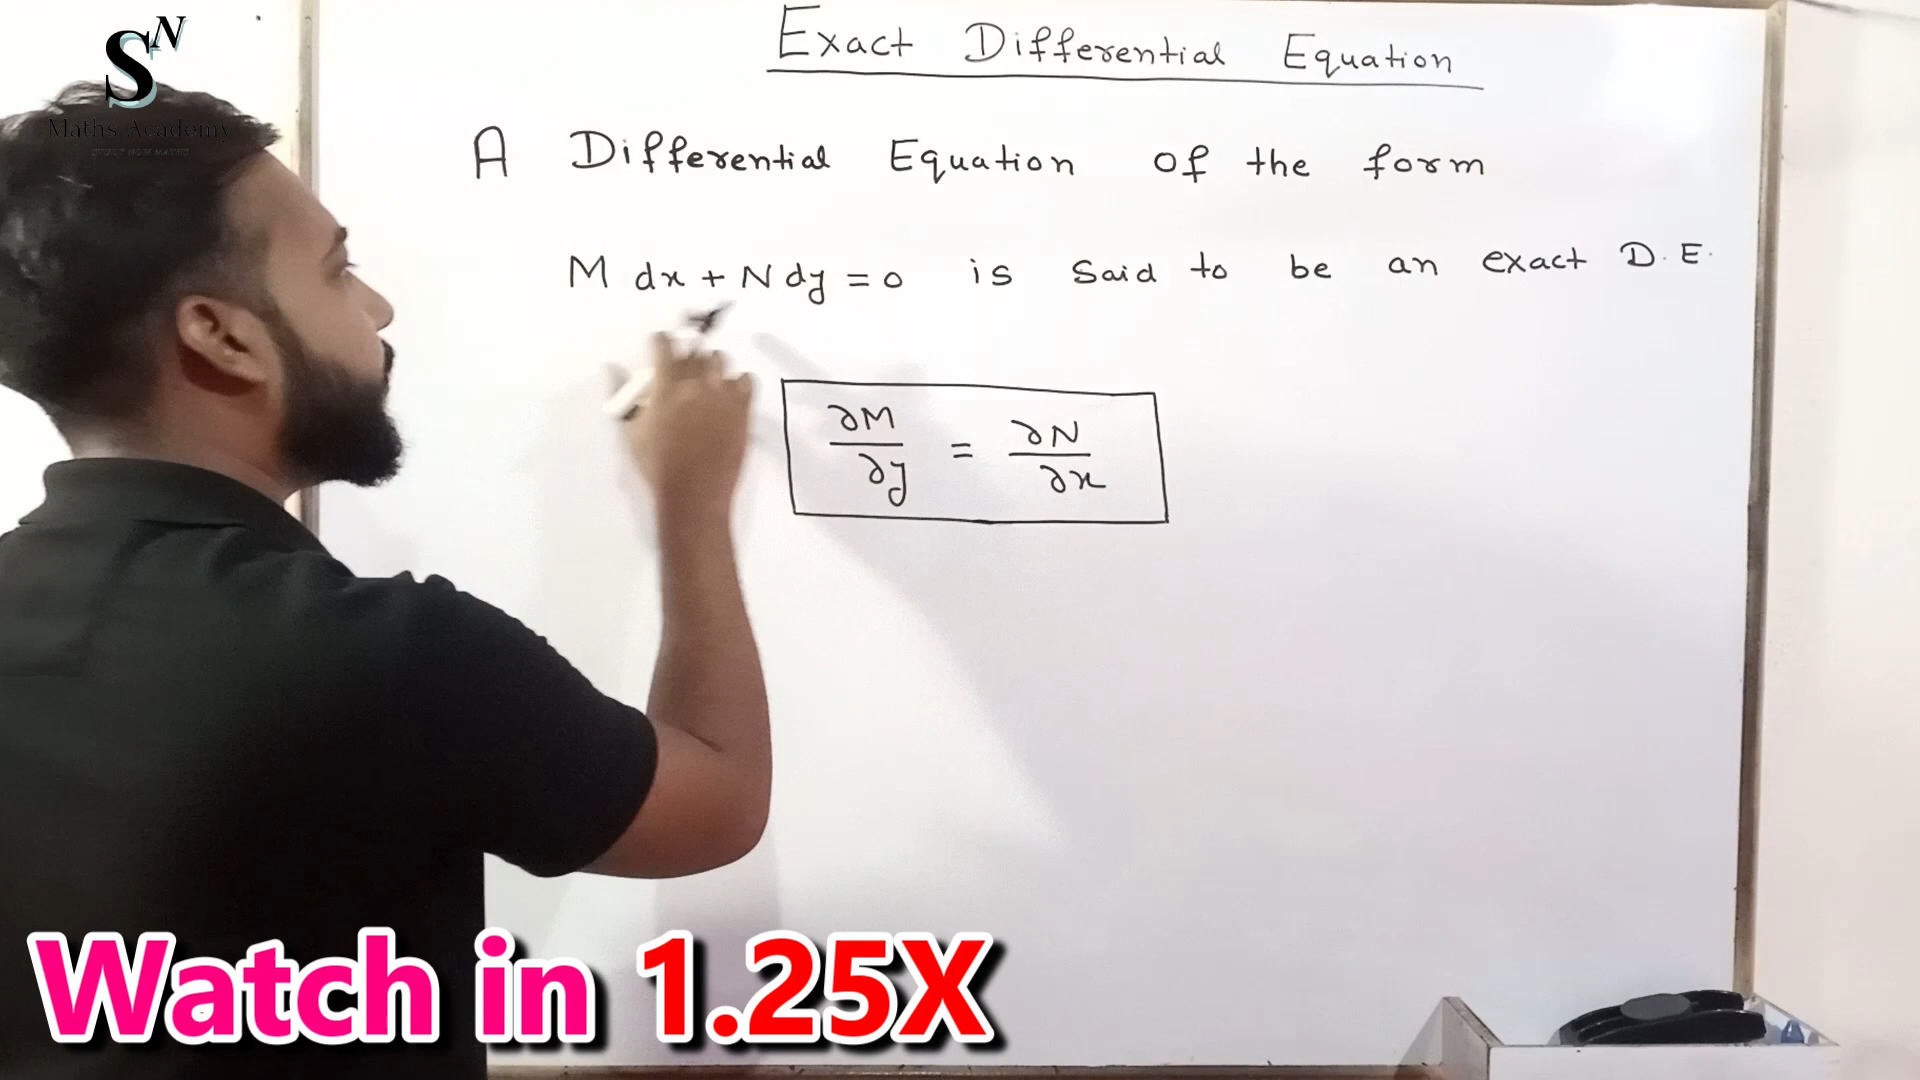 SN
Maths Academy
Exact Differential Equation
A Differential Equation of the form
M dx + N dy = 0 is said to be an exact D.E.
∂M/∂y = ∂N/∂x
Watch in 1.25X